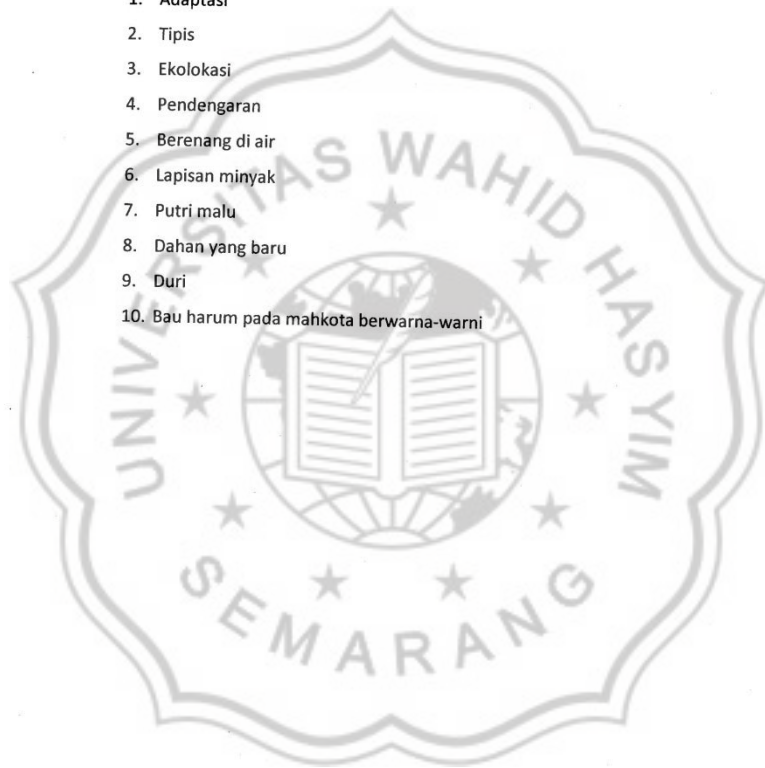 1. Adaptasi
2. Tipis
3. Ekolokasi
4. Pendengaran
5. Berenang di air
6. Lapisan minyak
7. Putri malu
8. Dahan yang baru
9. Duri
10. Bau harum pada mahkota berwarna-warni
UNIVERSITAS WAHID HASYIM
SEMARANG